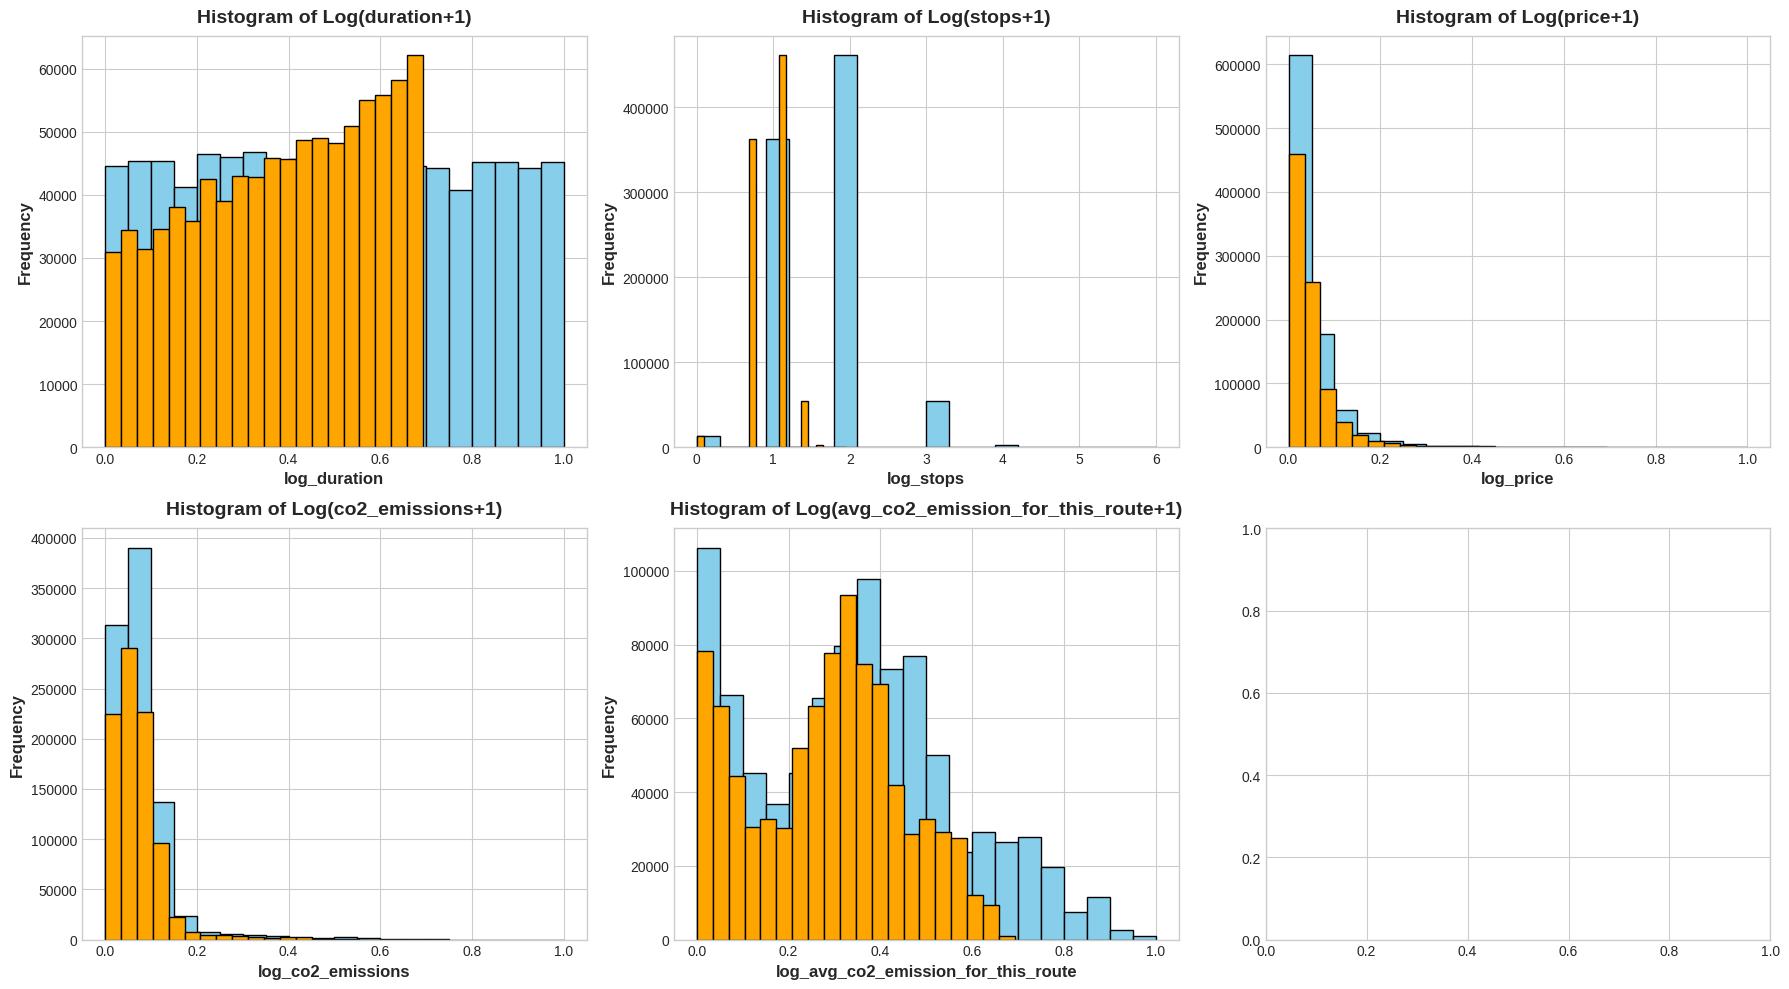 Histogram of Log(duration+1)
Frequency
60000
50000
40000
30000
20000
10000
0
0.0 0.2 0.4 0.6 0.8 1.0
log_duration
Histogram of Log(stops+1)
Frequency
400000
300000
200000
100000
0
0 1 2 3 4 5 6
log_stops
Histogram of Log(price+1)
Frequency
600000
500000
400000
300000
200000
100000
0
0.0 0.2 0.4 0.6 0.8 1.0
log_price
Histogram of Log(co2_emissions+1)
Frequency
400000
350000
300000
250000
200000
150000
100000
50000
0
0.0 0.2 0.4 0.6 0.8 1.0
log_co2_emissions
Histogram of Log(avg_co2_emission_for_this_route+1)
Frequency
100000
80000
60000
40000
20000
0
0.0 0.2 0.4 0.6 0.8 1.0
log_avg_co2_emission_for_this_route
1.0
0.8
0.6
0.4
0.2
0.0
0.0 0.2 0.4 0.6 0.8 1.0